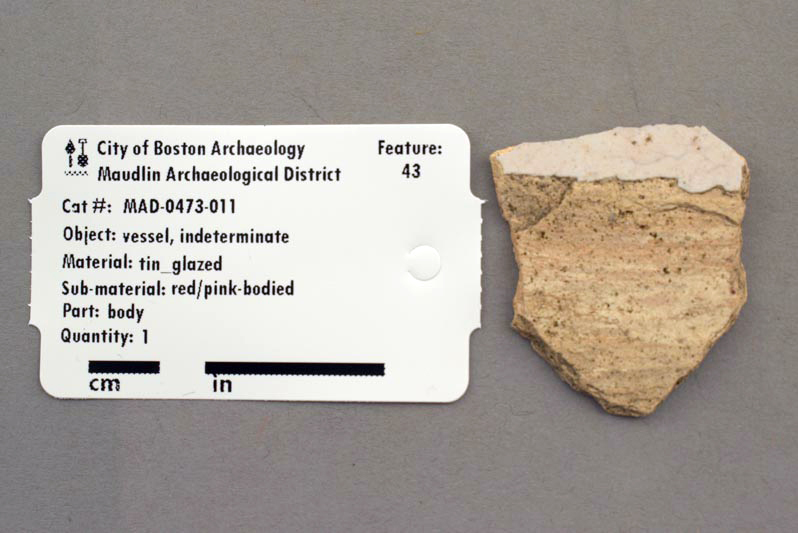 City of Boston Archaeology
Maudlin Archaeological District
Feature:
43
Cat #: MAD-0473-011
Object: vessel, indeterminate
Material: tin_glazed
Sub-material: red/pink-bodied
Part: body
Quantity: 1
cm
in